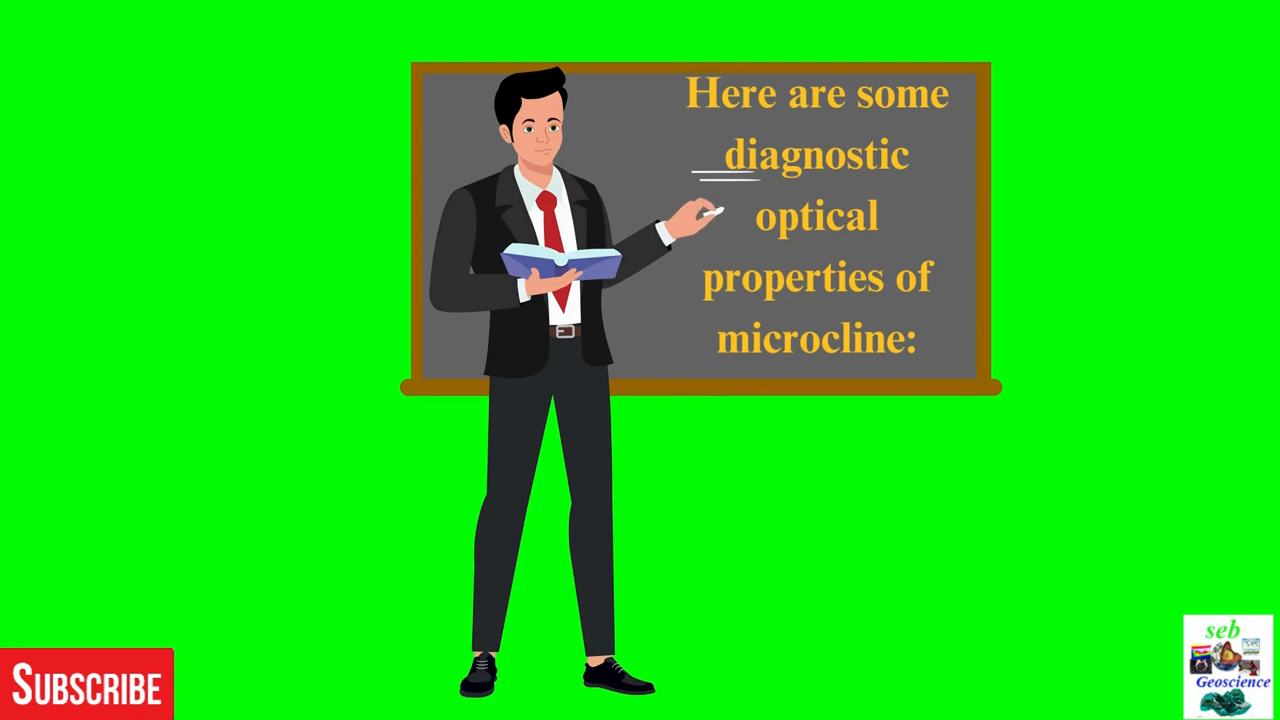 Here are some
diagnostic
optical
properties of
microcline:
SUBSCRIBE
seb
Geoscience